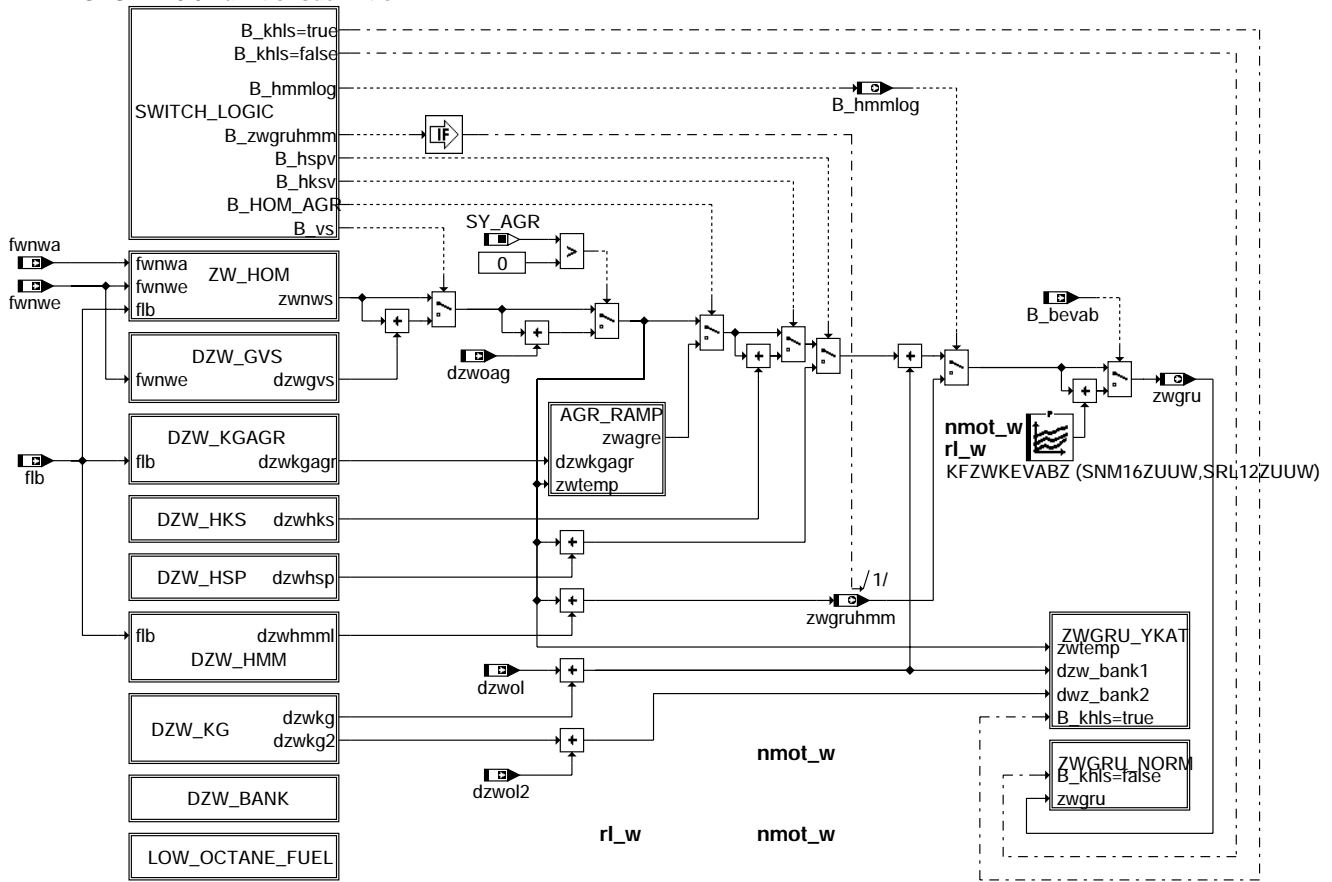 B_khls=true
B_khls=false
B_hmmlog
SWITCH_LOGIC
B_zwgruhmm
B_hspv
B_hksv
B_HOM_AGR
B_vs
IF
B_hmmlog
SY_AGR
0
>
fwnwa
fwnwe
fwnwa
ZW_HOM
fwnwe
zwnws
flb
+
DZW_GVS
fwnwe
dzwgvs
+
dzwoag
+
+
B_bevab
+
zwgru
nmot_w
rl_w
KFZWKEVABZ (SNM16ZUUW,SRL12ZUUW)
flb
DZW_KGAGR
flb
dzwkgagr
AGR_RAMP
zwagre
dzwkgagr
zwtemp
DZW_HKS
dzwhks
+
DZW_HSP
dzwhsp
+
/1/
zwgruhmm
flb
dzwhmml
DZW_HMM
dzwol
+
ZWGRU_YKAT
zwtemp
dzw_bank1
dwz_bank2
B_khls=true
DZW_KG
dzwkg
dzwkg2
+
dzwol2
nmot_w
ZWGRU_NORM
B_khls=false
zwgru
DZW_BANK
rl_w
nmot_w
LOW_OCTANE_FUEL